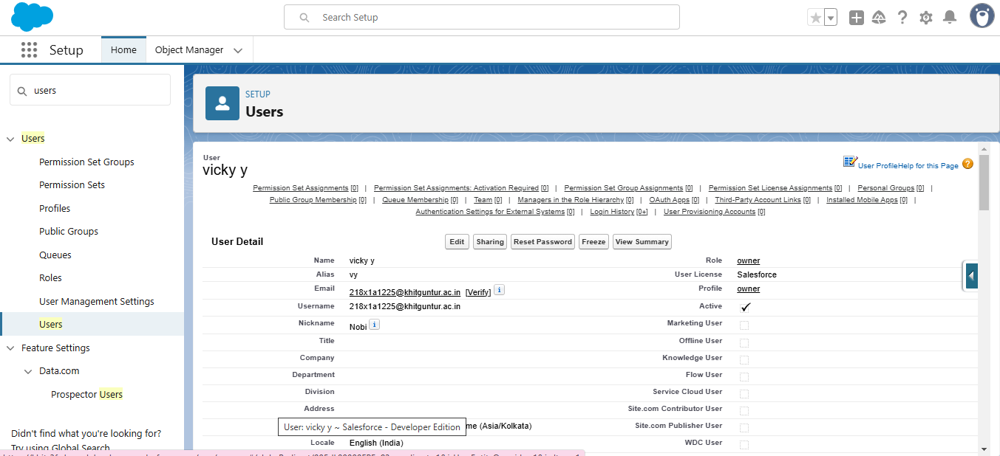 Search Setup
Setup
Home
Object Manager
users
Users
Permission Set Groups
Permission Sets
Profiles
Public Groups
Queues
Roles
User Management Settings
Users
Feature Settings
Data.com
Prospector Users
Didn't find what you're looking for?
Try using Global Search
SETUP
Users
User
vicky y
User Profile Help for this Page ?
Permission Set Assignments [0] | Permission Set Assignments: Activation Required [0] | Permission Set Group Assignments [0] | Permission Set License Assignments [0] | Personal Groups [0] |
Public Group Membership [0] | Queue Membership [0] | Team [0] | Managers in the Role Hierarchy [0] | OAuth Apps [0] | Third-Party Account Links [0] | Installed Mobile Apps [0] |
Authentication Settings for External Systems [0] | Login History [0+] | User Provisioning Accounts [0]
User Detail
Edit Sharing Reset Password Freeze View Summary
Name vicky y Role owner
Alias vy User License Salesforce
Email 218x1a1225@khitguntur.ac.in [Verify] i Profile owner
Username 218x1a1225@khitguntur.ac.in Active
Nickname Nobi i Marketing User
Title Offline User
Company Knowledge User
Department Flow User
Division Service Cloud User
Address Site.com Contributor User
User: vicky y ~ Salesforce - Developer Edition me (Asia/Kolkata) Site.com Publisher User
Locale English (India) WDC User